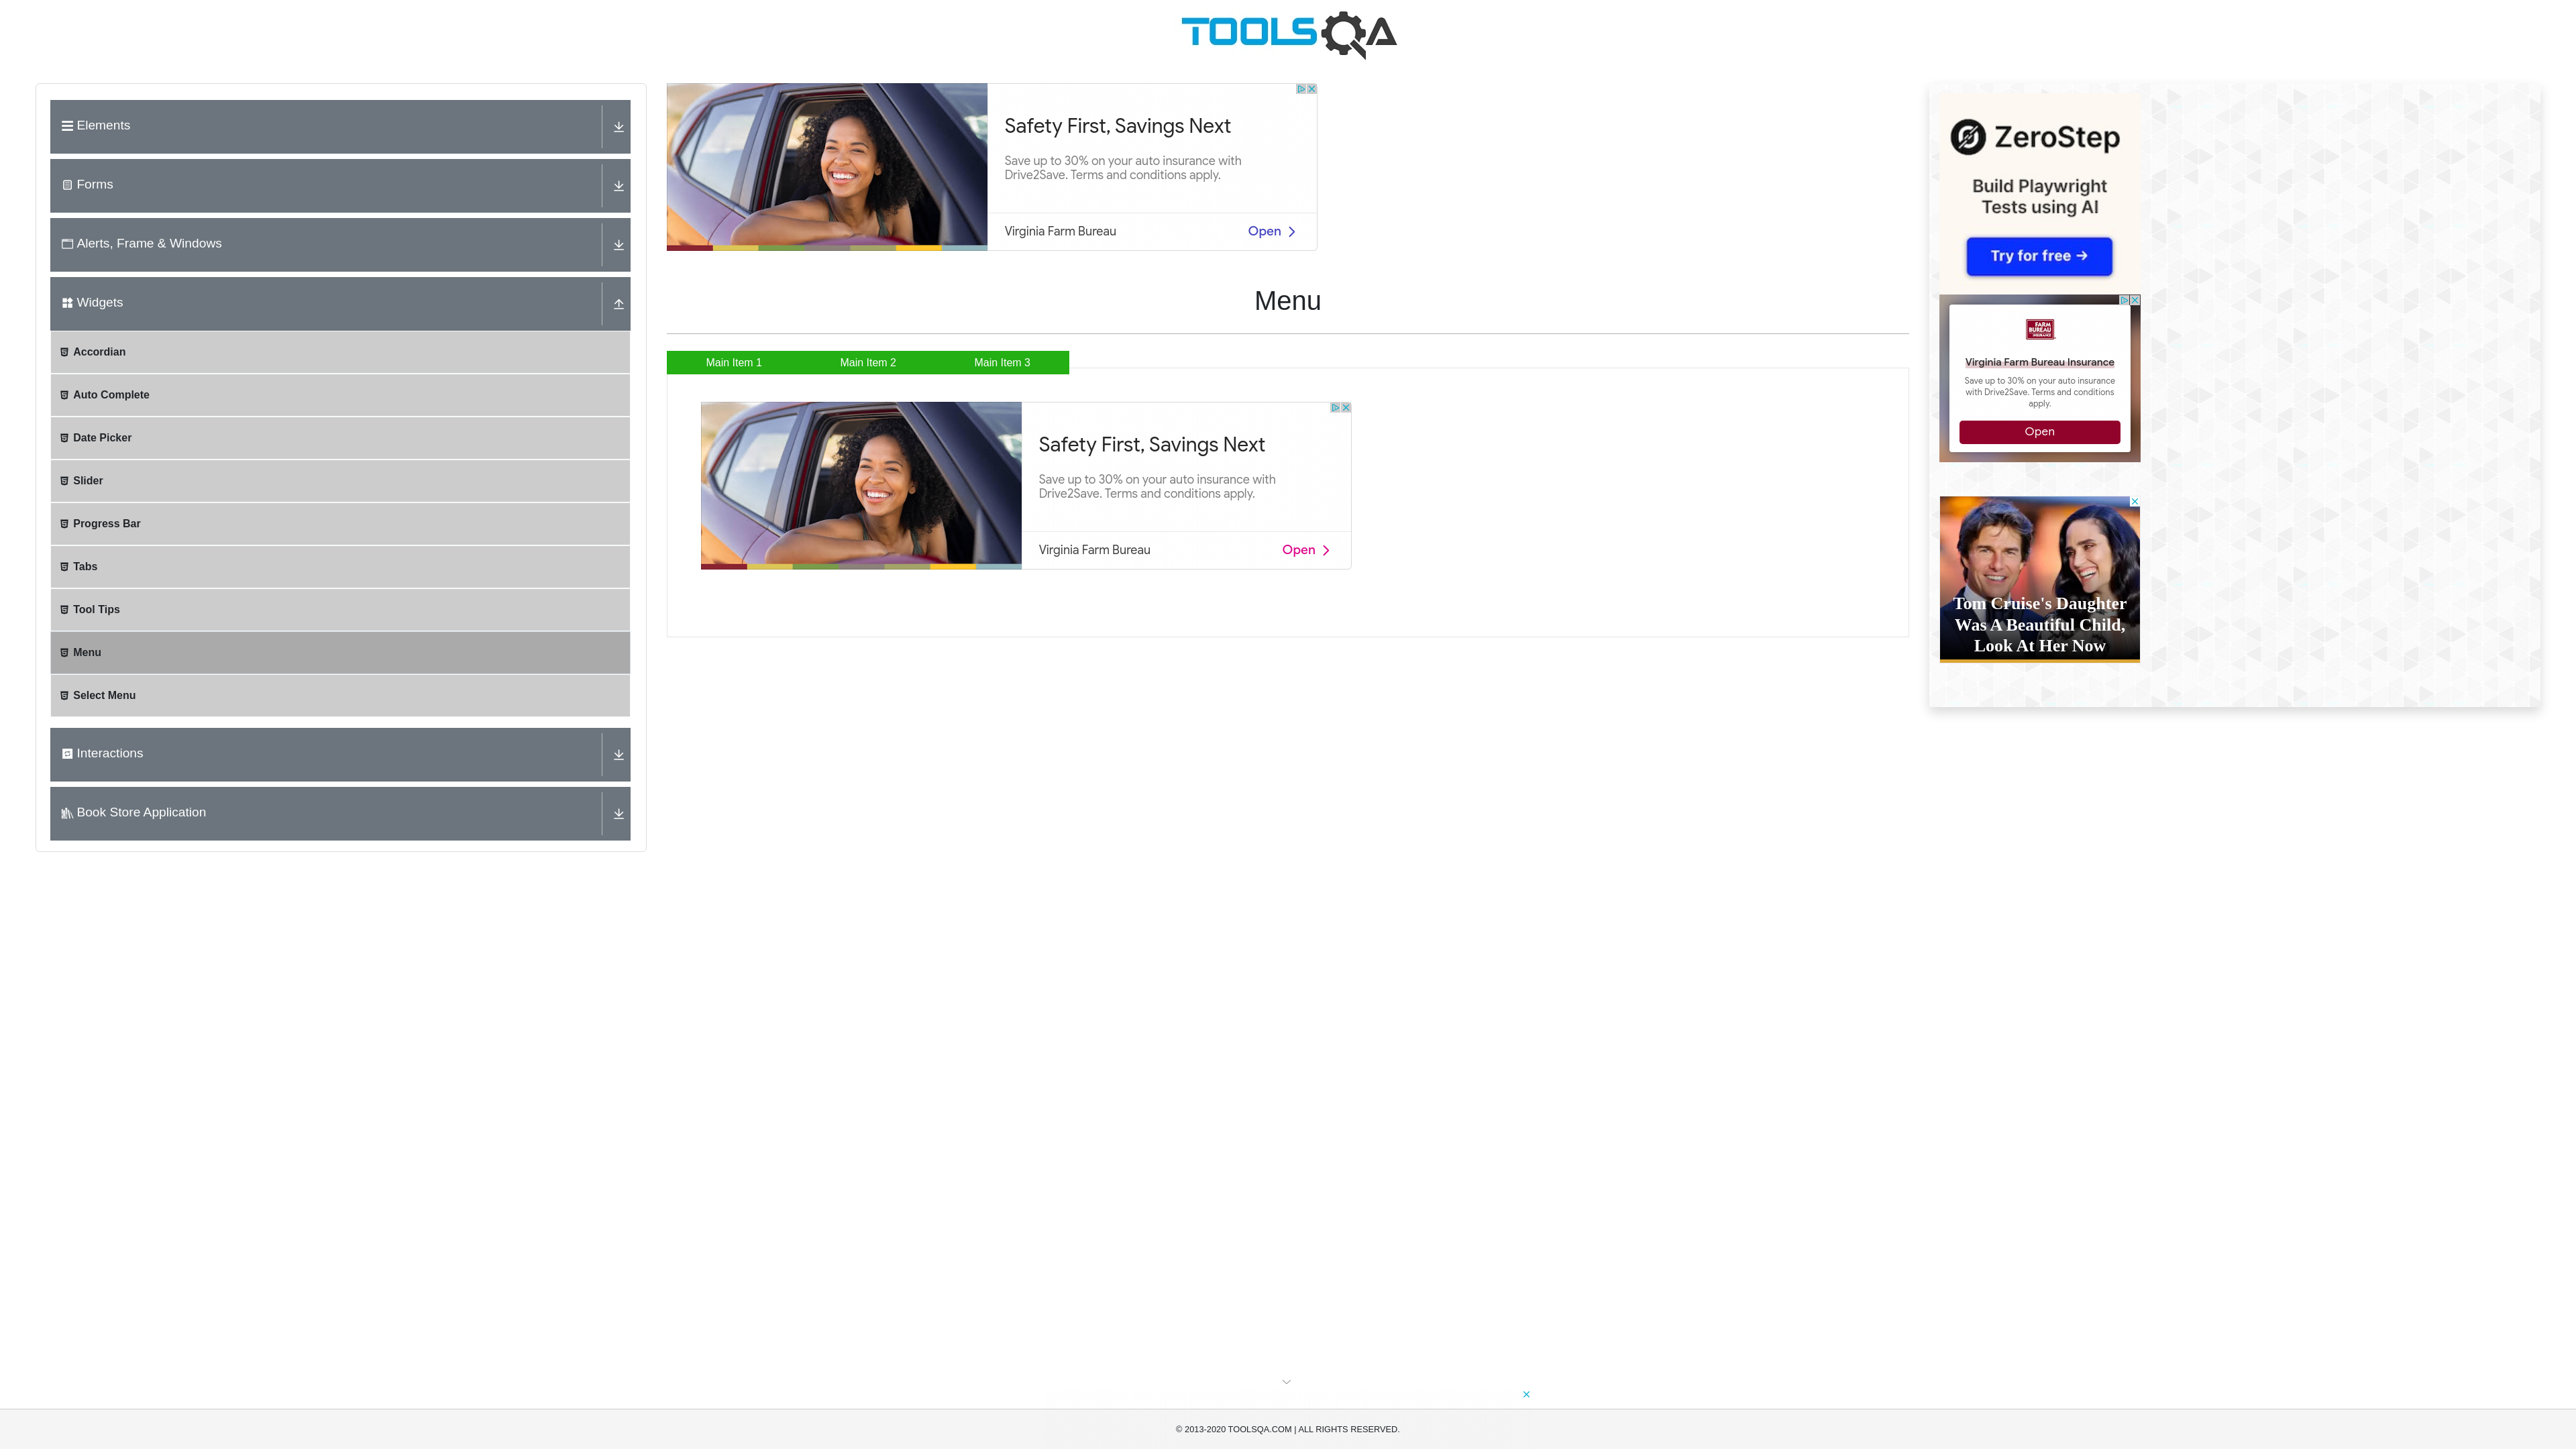 TOOLSQA
Elements
Forms
Alerts, Frame & Windows
Widgets
Accordian
Auto Complete
Date Picker
Slider
Progress Bar
Tabs
Tool Tips
Menu
Select Menu
Interactions
Book Store Application
Safety First, Savings Next
Save up to 30% on your auto insurance with
Drive2Save. Terms and conditions apply.
Virginia Farm Bureau
Open
Menu
Main Item 1
Main Item 2
Main Item 3
Safety First, Savings Next
Save up to 30% on your auto insurance with
Drive2Save. Terms and conditions apply.
Virginia Farm Bureau
Open
ZeroStep
Build Playwright
Tests using AI
Try for free →
FARM
BUREAU
INSURANCE
Virginia Farm Bureau Insurance
Save up to 30% on your auto insurance
with Drive2Save. Terms and conditions
apply.
Open
Tom Cruise's Daughter
Was A Beautiful Child,
Look At Her Now
© 2013-2020 TOOLSQA.COM | ALL RIGHTS RESERVED.